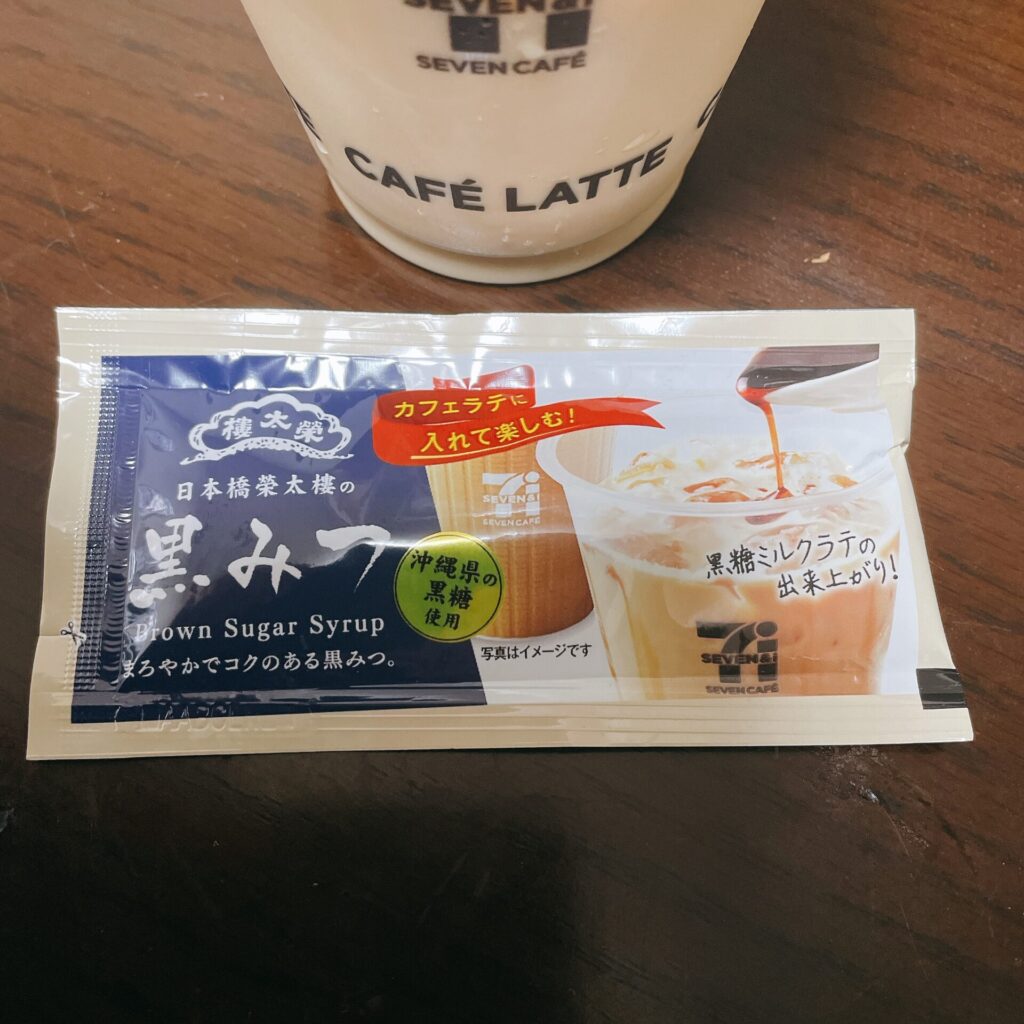 SEVEN&i
SEVEN CAFÉ
CAFÉ LATTE
樓太榮
日本橋榮太樓の
黒みつ
Brown Sugar Syrup
まろやかでコクのある黒みつ。
カフェラテに
入れて楽しむ!
沖縄県の
黒糖
使用
SEVEN&i
SEVEN CAFÉ
写真はイメージです
黒糖ミルクラテの
出来上がり!
SEVEN&i
SEVEN CAFÉ